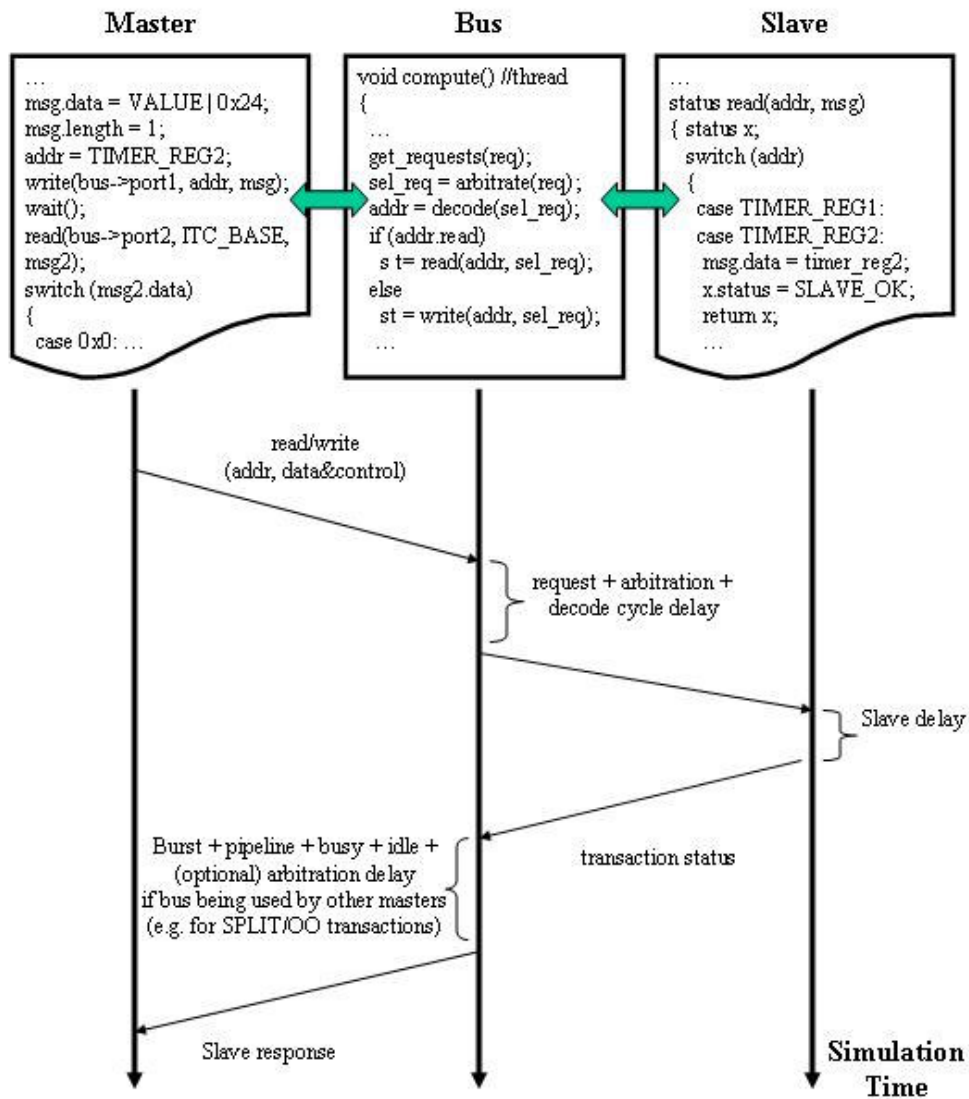 Master
Bus
Slave
...
msg.data = VALUE | 0x24;
msg.length = 1;
addr = TIMER_REG2;
write(bus->port1, addr, msg);
wait();
read(bus->port2, ITC_BASE,
msg2);
switch (msg2.data)
{
case 0x0: ...
void compute() //thread
{
...
get_requests(req);
sel_req = arbitrate(req);
addr = decode(sel_req);
if (addr.read)
s t= read(addr, sel_req);
else
st = write(addr, sel_req);
...
...
status read(addr, msg)
{ status x;
switch (addr)
{
case TIMER_REG1:
case TIMER_REG2:
msg.data = timer_reg2;
x.status = SLAVE_OK;
return x;
...
read/write
(addr, data&control)
request + arbitration +
decode cycle delay
Slave delay
Burst + pipeline + busy + idle +
(optional) arbitration delay
if bus being used by other masters
(e.g. for SPLIT/OO transactions)
transaction status
Slave response
Simulation
Time